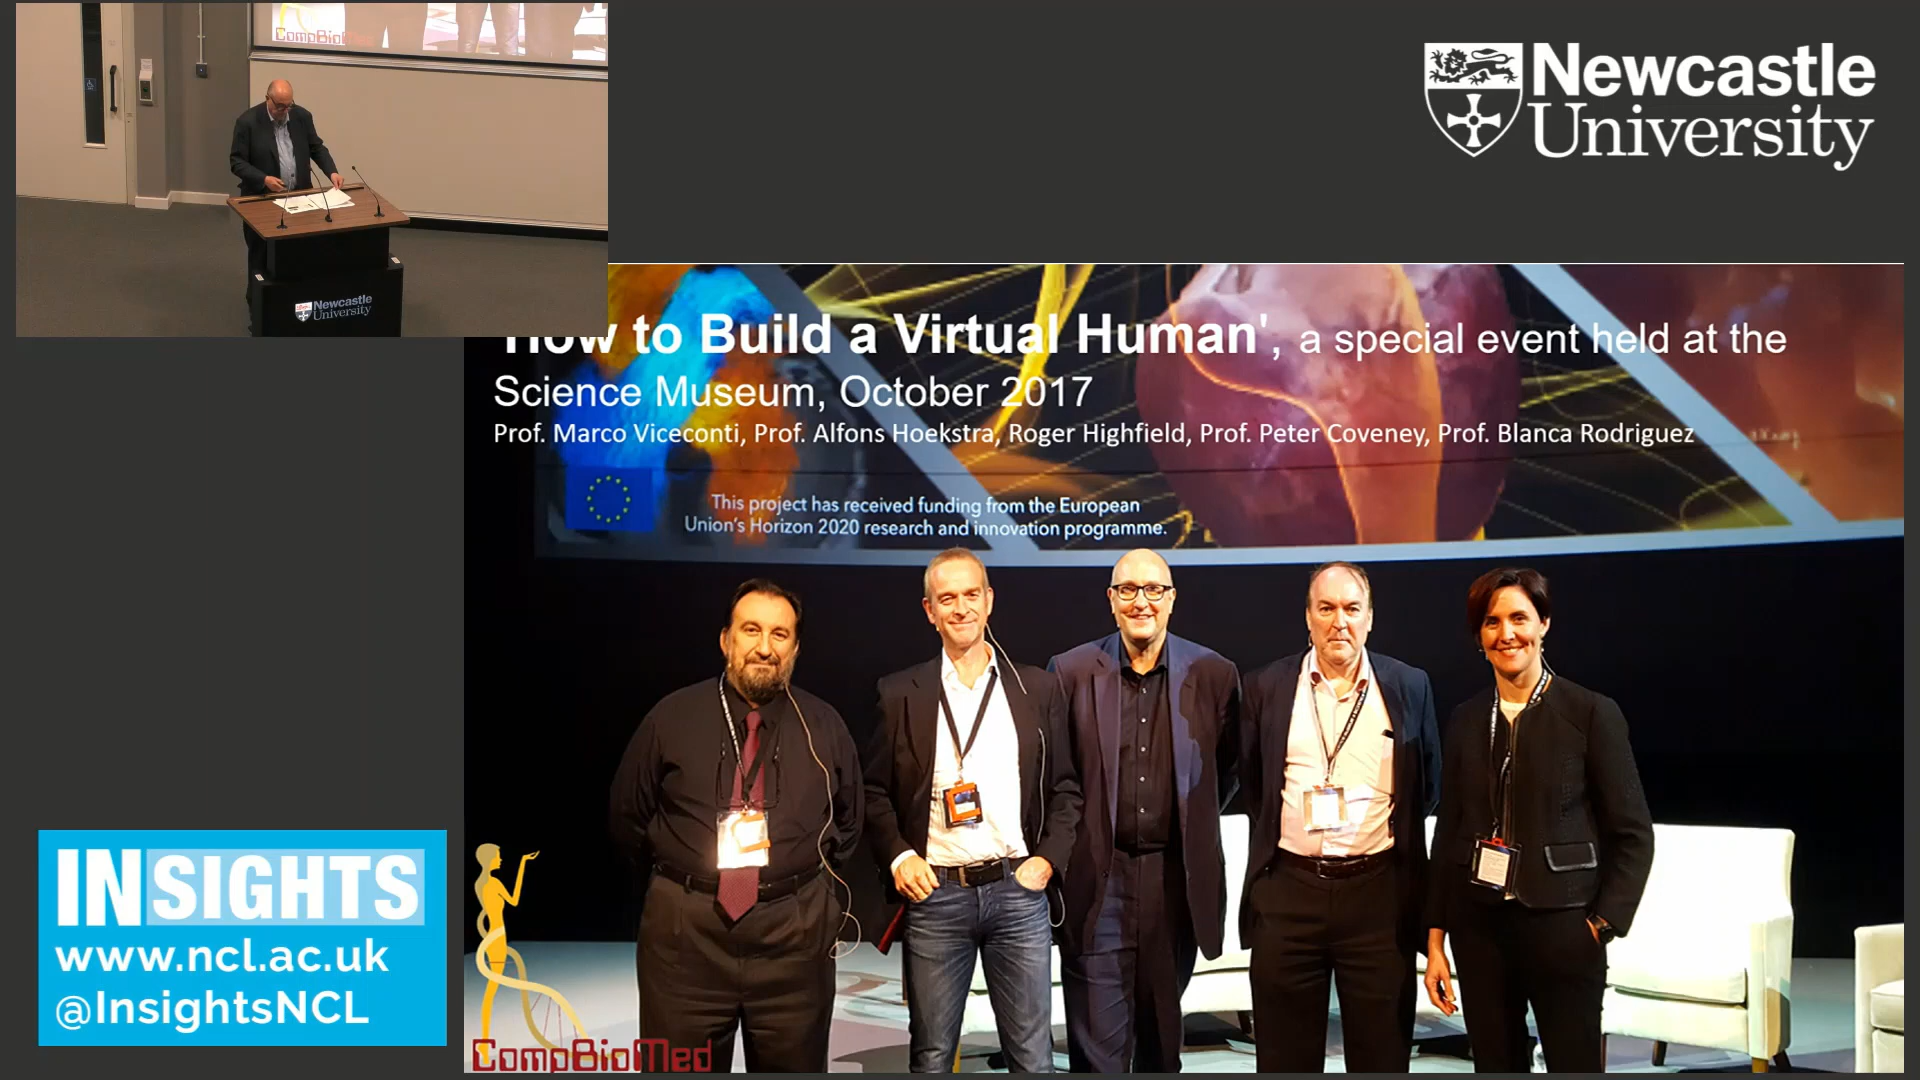 CompBioMed
Newcastle
University
Newcastle
University
'How to Build a Virtual Human', a special event held at the
Science Museum, October 2017
Prof. Marco Viceconti, Prof. Alfons Hoekstra, Roger Highfield, Prof. Peter Coveney, Prof. Blanca Rodriguez
This project has received funding from the European
Union's Horizon 2020 research and innovation programme.
INSIGHTS
www.ncl.ac.uk
@InsightsNCL
CompBioMed